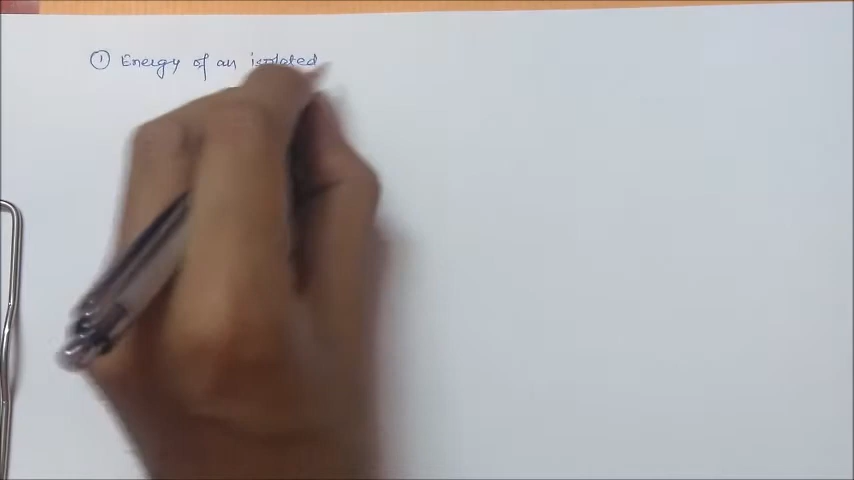 ① Energy of an isolated